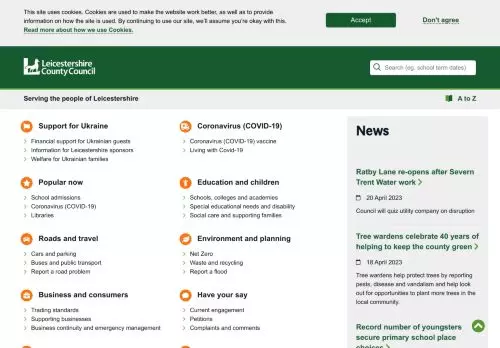 This site uses cookies. Cookies are used to make the website work better, as well as to provide
information on how the site is used. By continuing to use our site, we'll assume you're okay with this.
Read more about how we use Cookies.
Accept
Don't agree
Leicestershire
County Council
Search (eg. school term dates)
Serving the people of Leicestershire
A to Z
Support for Ukraine
Financial support for Ukrainian guests
Information for Leicestershire sponsors
Welfare for Ukrainian families
Coronavirus (COVID-19)
Coronavirus (COVID-19) vaccine
Living with Covid-19
Popular now
School admissions
Coronavirus (COVID-19)
Libraries
Education and children
Schools, colleges and academies
Special educational needs and disability
Social care and supporting families
Roads and travel
Cars and parking
Buses and public transport
Report a road problem
Environment and planning
Net Zero
Waste and recycling
Report a flood
Business and consumers
Trading standards
Supporting businesses
Business continuity and emergency management
Have your say
Current engagement
Petitions
Complaints and comments
News
Ratby Lane re-opens after Severn
Trent Water work
20 April 2023
Council will quiz utility company on disruption
Tree wardens celebrate 40 years of
helping to keep the county green
18 April 2023
Tree wardens help protect trees by reporting
pests, disease and vandalism and help look
out for opportunities to plant more trees in the
local community.
Record number of youngsters
secure primary school place
choices